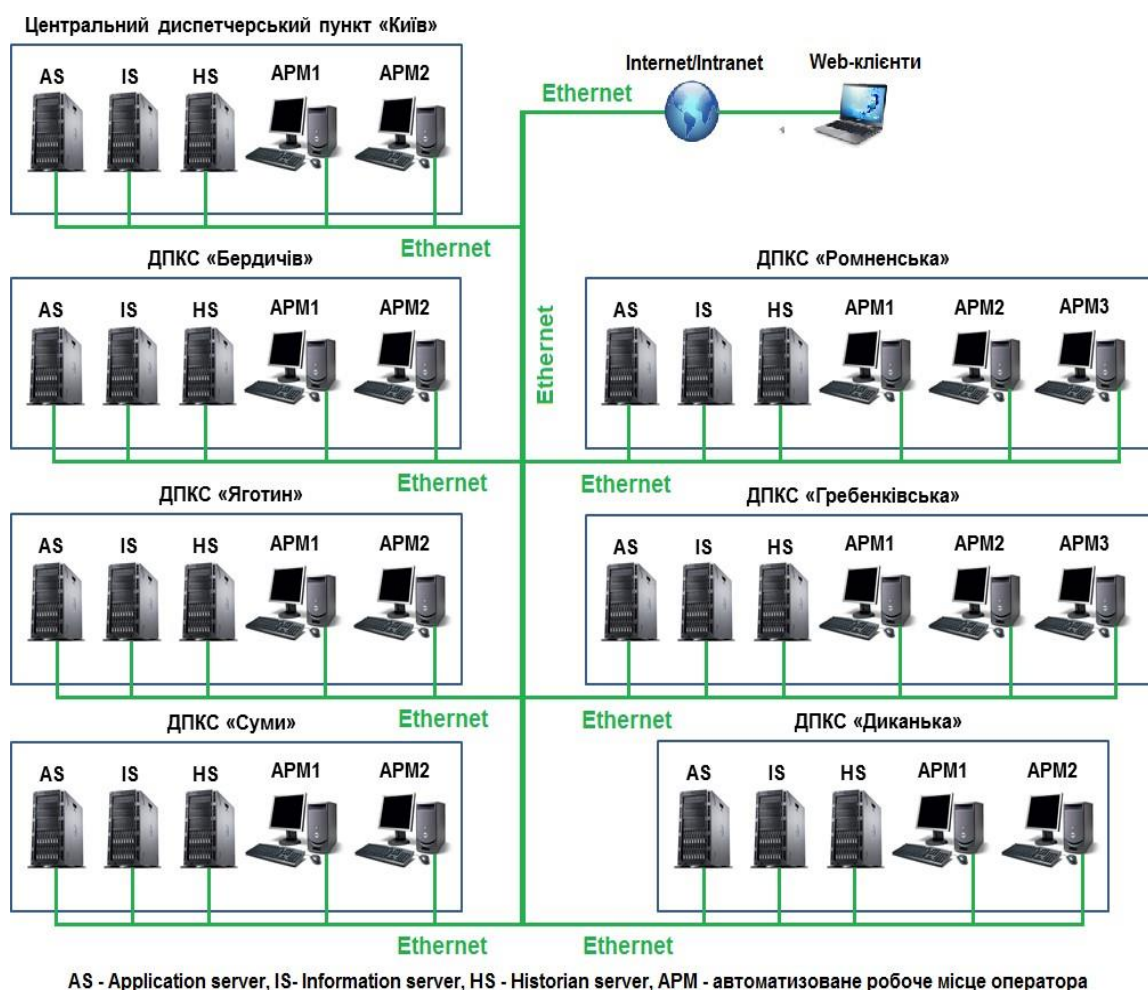 Центральний диспетчерський пункт «Київ»
AS IS HS АРМ1 АРМ2
Ethernet
Internet/Intranet
Web-клієнти
Ethernet
ДПКС «Бердичів»
AS IS HS АРМ1 АРМ2
Ethernet
Ethernet
ДПКС «Ромненська»
AS IS HS АРМ1 АРМ2 АРМ3
Ethernet
ДПКС «Яготин»
AS IS HS АРМ1 АРМ2
Ethernet
ДПКС «Гребенківська»
AS IS HS АРМ1 АРМ2 АРМ3
Ethernet
ДПКС «Суми»
AS IS HS АРМ1 АРМ2
Ethernet
ДПКС «Диканька»
AS IS HS АРМ1 АРМ2
Ethernet
AS - Application server, IS- Information server, HS - Historian server, АРМ - автоматизоване робоче місце оператора